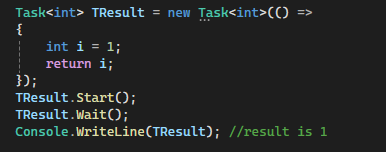 Task<int> TResult = new Task<int>(() =>
{
    int i = 1;
    return i;
});
TResult.Start();
TResult.Wait();
Console.WriteLine(TResult); //result is 1